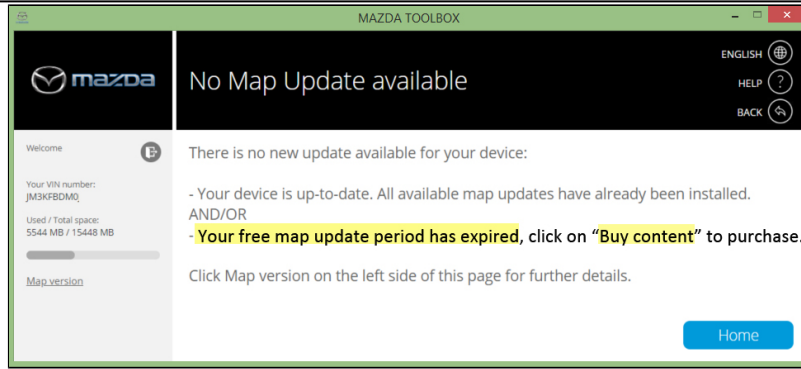 MAZDA TOOLBOX
mazda
No Map Update available
ENGLISH
HELP ?
BACK
Welcome
Your VIN number:
JM3KFBDM0
Used / Total space:
5544 MB / 15448 MB
Map version
There is no new update available for your device:
- Your device is up-to-date. All available map updates have already been installed.
AND/OR
- Your free map update period has expired, click on “Buy content” to purchase.
Click Map version on the left side of this page for further details.
Home